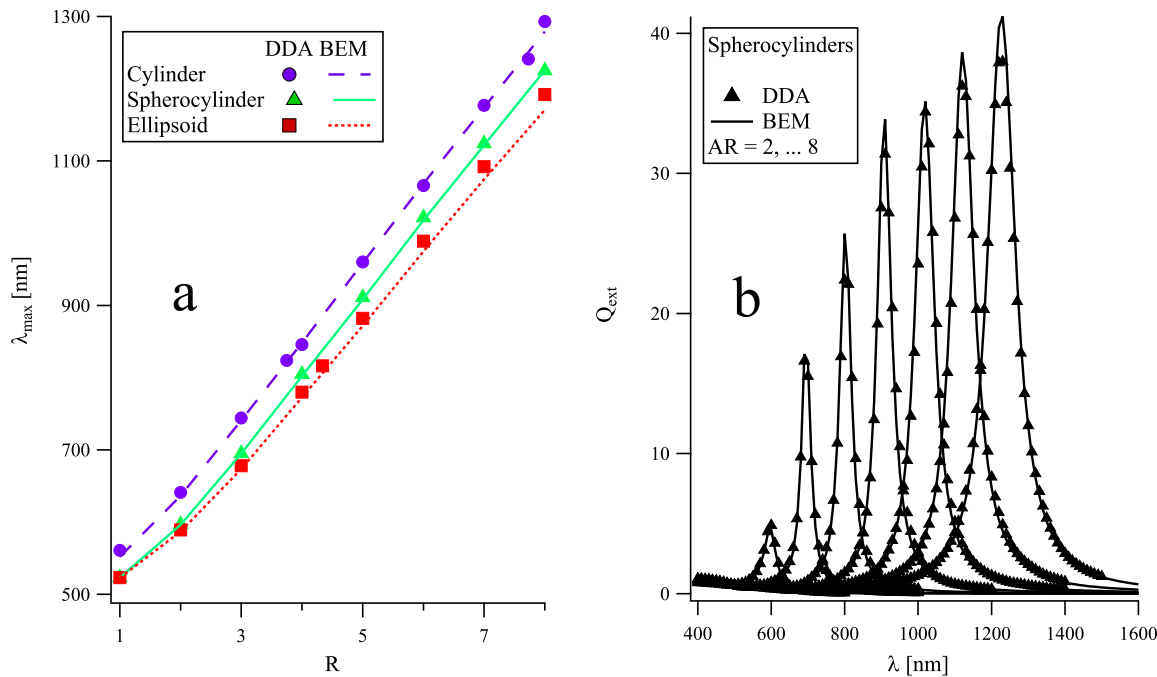 1300
1100
900
700
500
λmax [nm]
DDA BEM
Cylinder
Spherocylinder
Ellipsoid
a
1
3
5
7
R
40
30
20
10
0
Qext
Spherocylinders
DDA
BEM
AR = 2, ... 8
b
400
600
800
1000
1200
1400
1600
λ [nm]